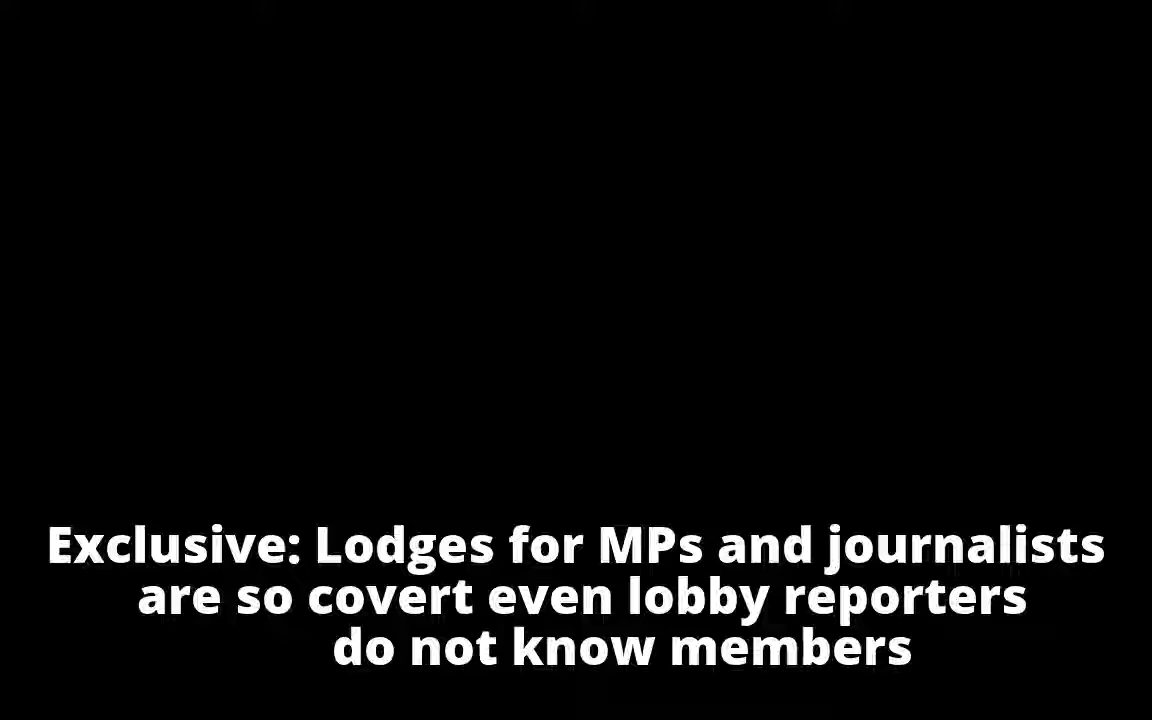 Exclusive: Lodges for MPs and journalists
are so covert even lobby reporters
do not know members